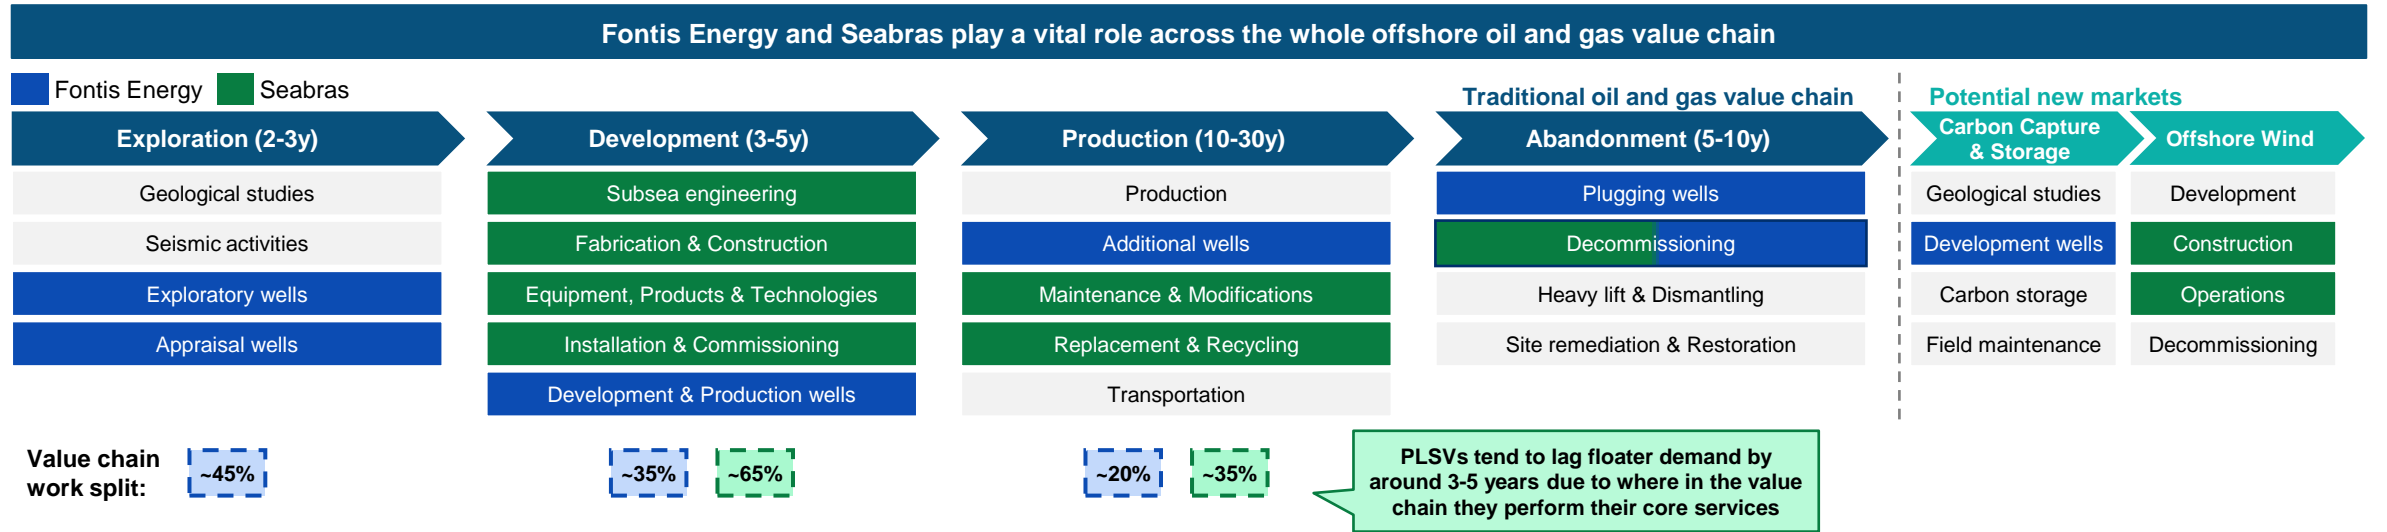 Fontis Energy and Seabras play a vital role across the whole offshore oil and gas value chain
Fontis Energy
Seabras
Traditional oil and gas value chain
Potential new markets
Exploration (2-3y)
Geological studies
Seismic activities
Exploratory wells
Appraisal wells
Development (3-5y)
Subsea engineering
Fabrication & Construction
Equipment, Products & Technologies
Installation & Commissioning
Development & Production wells
Production (10-30y)
Production
Additional wells
Maintenance & Modifications
Replacement & Recycling
Transportation
Abandonment (5-10y)
Plugging wells
Decommissioning
Heavy lift & Dismantling
Site remediation & Restoration
Carbon Capture
& Storage
Geological studies
Development wells
Carbon storage
Field maintenance
Offshore Wind
Development
Construction
Operations
Decommissioning
Value chain
work split:
~45%
~35%
~65%
~20%
~35%
PLSVs tend to lag floater demand by
around 3-5 years due to where in the value
chain they perform their core services